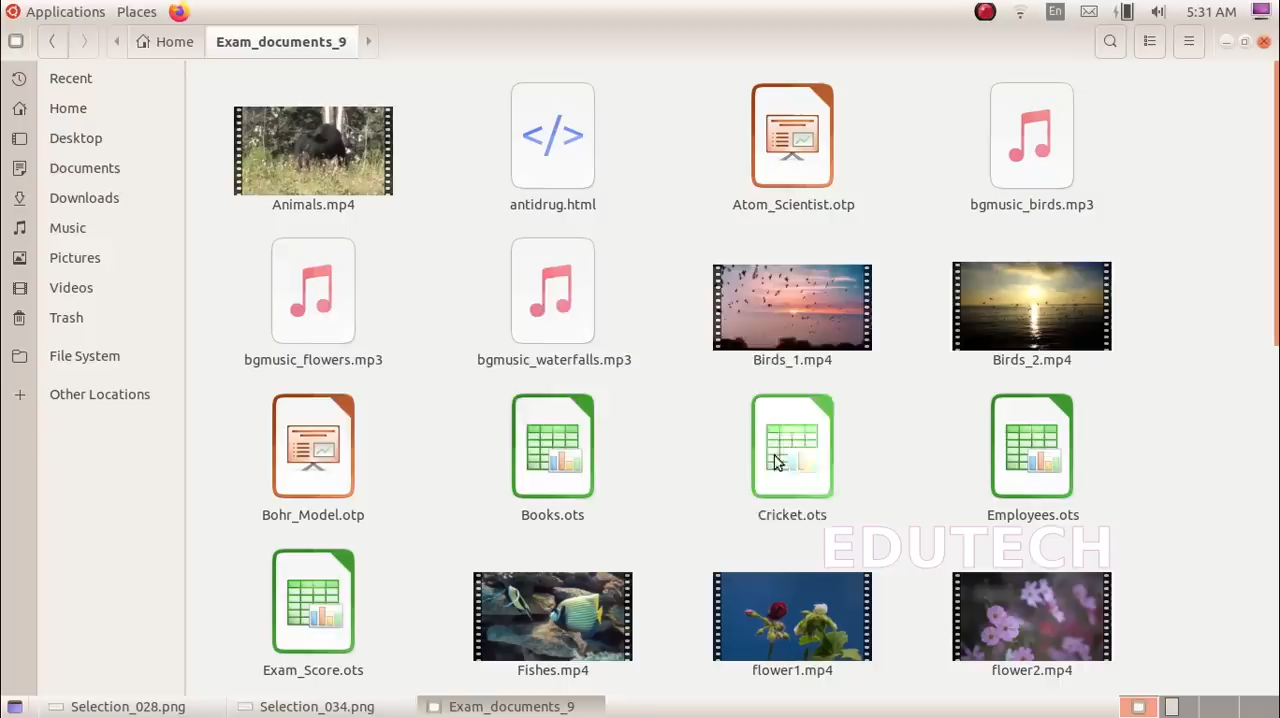 Applications Places En 5:31 AM
Home Exam_documents_9
Recent
Home
Desktop
Documents
Downloads
Music
Pictures
Videos
Trash
File System
Other Locations
Animals.mp4 antidrug.html Atom_Scientist.otp bgmusic_birds.mp3
bgmusic_flowers.mp3 bgmusic_waterfalls.mp3 Birds_1.mp4 Birds_2.mp4
Bohr_Model.otp Books.ots Cricket.ots Employees.ots
EDUTECH
Exam_Score.ots Fishes.mp4 flower1.mp4 flower2.mp4
Selection_028.png Selection_034.png Exam_documents_9